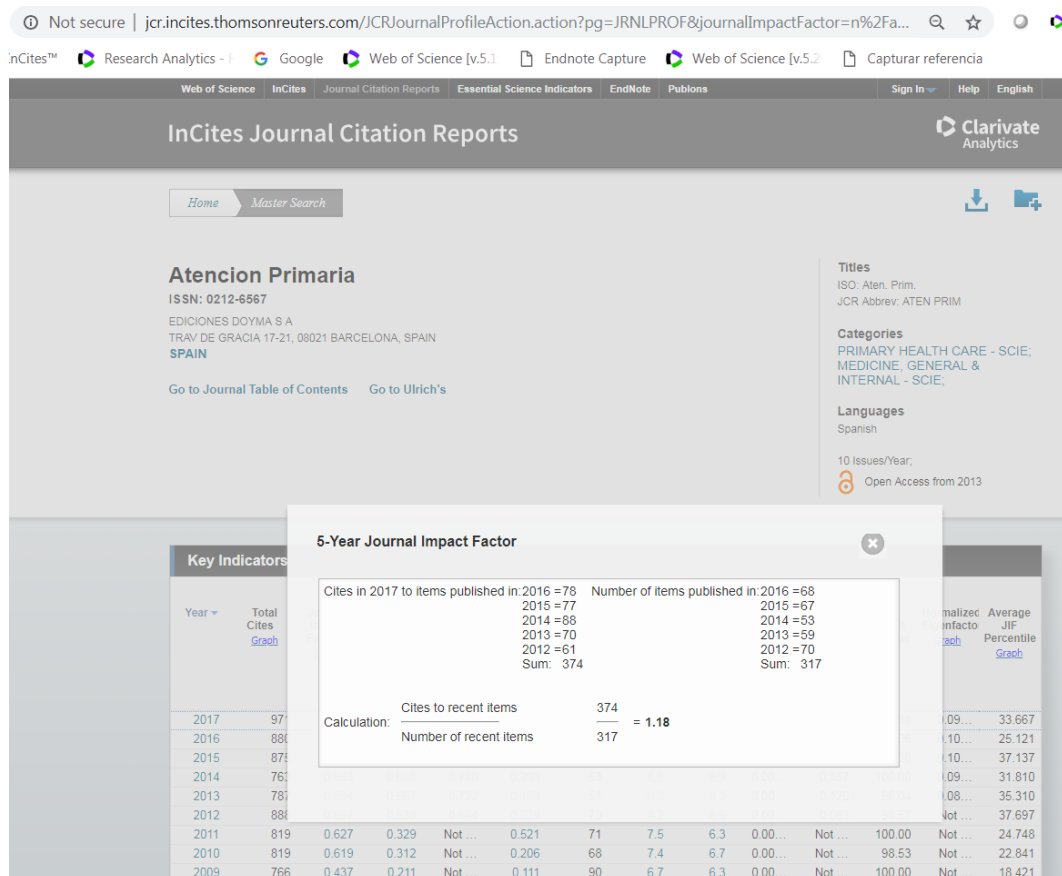 Not secure | jcr.incites.thomsonreuters.com/JCRJournalProfileAction.action?pg=JRNLPROF&journalImpactFactor=n%2Fa...
nCites™ Research Analytics - Google Web of Science [v.5.1 Endnote Capture Web of Science [v.5.2 Capturar referencia
Web of Science InCites Journal Citation Reports Essential Science Indicators EndNote Publons Sign In Help English
InCites Journal Citation Reports
Clarivate
Analytics
Home Master Search
Atencion Primaria
ISSN: 0212-6567
EDICIONES DOYMA S A
TRAV DE GRACIA 17-21, 08021 BARCELONA, SPAIN
SPAIN
Go to Journal Table of Contents Go to Ulrich's
Titles
ISO: Aten. Prim.
JCR Abbrev: ATEN PRIM
Categories
PRIMARY HEALTH CARE - SCIE;
MEDICINE, GENERAL &
INTERNAL - SCIE;
Languages
Spanish
10 Issues/Year;
Open Access from 2013
5-Year Journal Impact Factor
Cites in 2017 to items published in: 2016 =78 Number of items published in: 2016 =68
2015 =77 2015 =67
2014 =88 2014 =53
2013 =70 2013 =59
2012 =61 2012 =70
Sum: 374 Sum: 317
Calculation: Cites to recent items 374 = 1.18
Number of recent items 317
Key Indicators
Year Total Cites Graph
malized Average
JIF
Percentile
Graph
2017 97 .09... 33.667
2016 880 .10... 25.121
2015 875 .10... 37.137
2014 763 .09... 31.810
2013 787 .08... 35.310
2012 888 Not ... 37.697
2011 819 0.627 0.329 Not ... 0.521 71 7.5 6.3 0.00... Not ... 100.00 Not ... 24.748
2010 819 0.619 0.312 Not ... 0.206 68 7.4 6.7 0.00... Not ... 98.53 Not ... 22.841
2009 766 0.437 0.211 Not ... 0.111 90 6.7 6.3 0.00... Not ... 100.00 Not ... 18.421